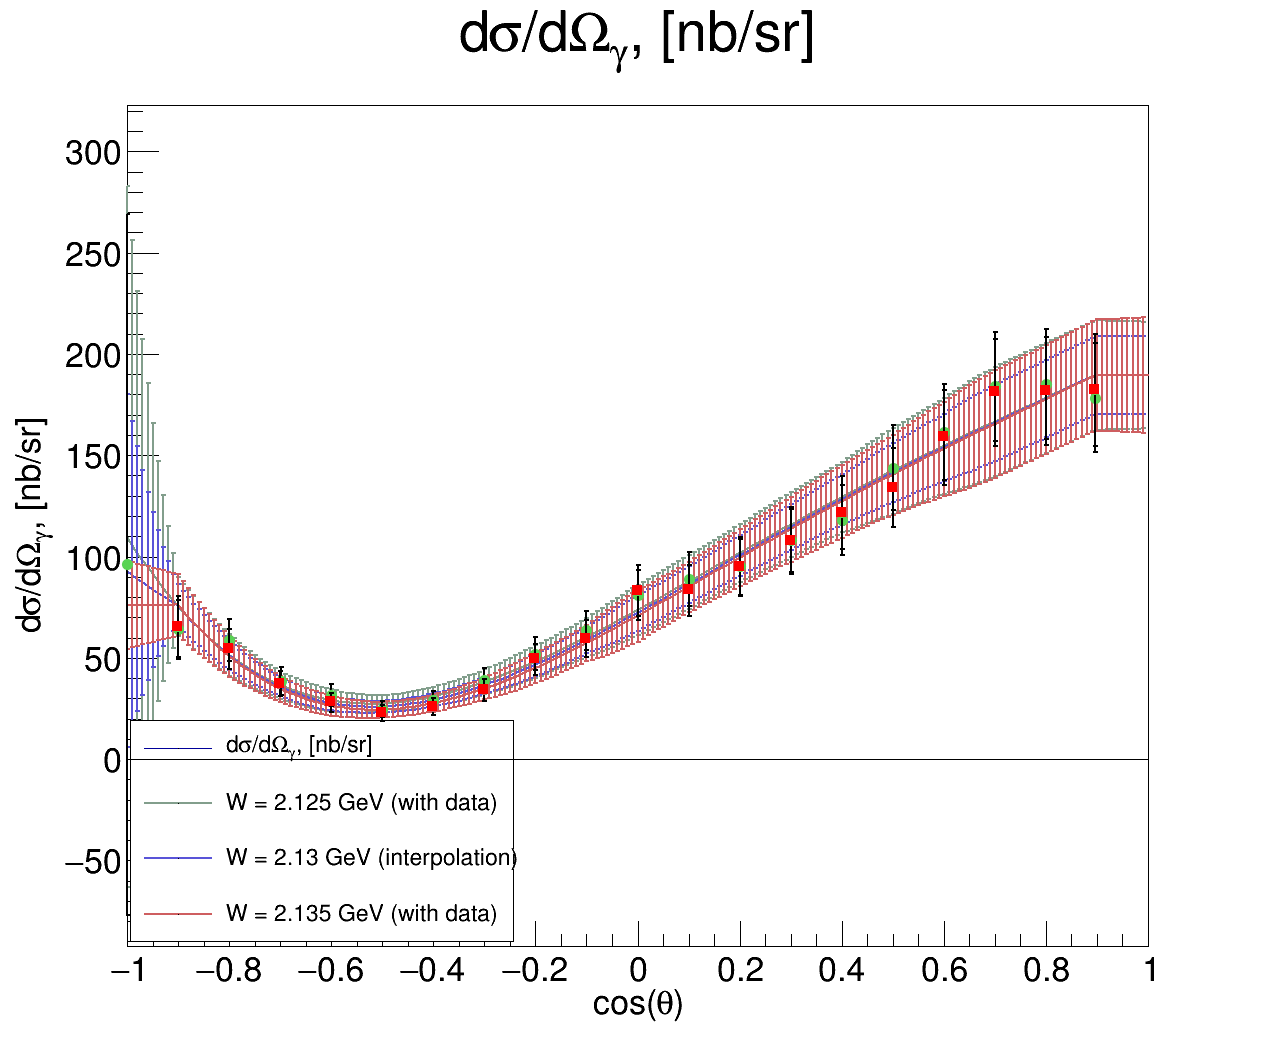 dσ/dΩγ, [nb/sr]
dσ/dΩγ, [nb/sr]
300
250
200
150
100
50
0
−50
dσ/dΩγ, [nb/sr]
W = 2.125 GeV (with data)
W = 2.13 GeV (interpolation)
W = 2.135 GeV (with data)
−1 −0.8 −0.6 −0.4 −0.2 0 0.2 0.4 0.6 0.8 1
cos(θ)